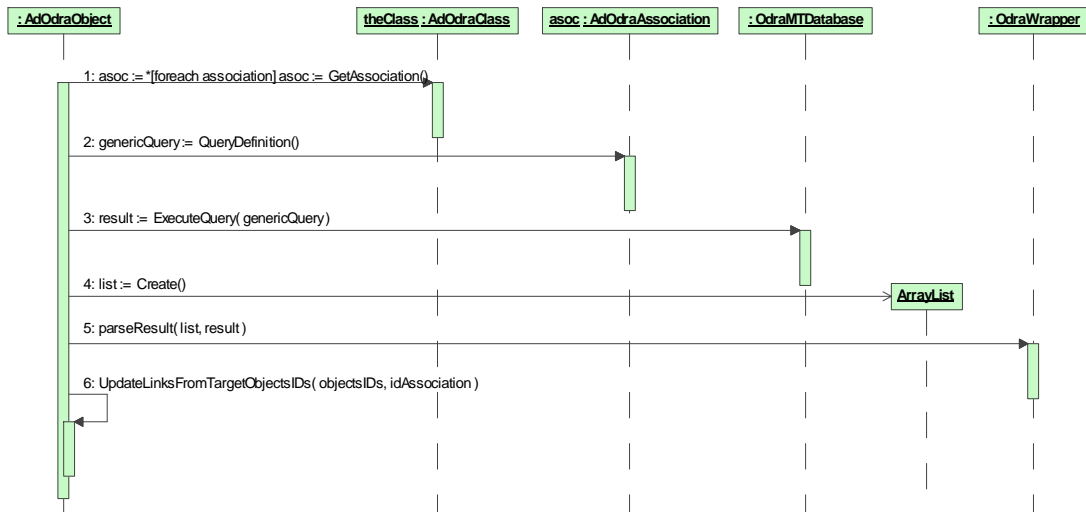 : AdOdraObject
theClass : AdOdraClass
asoc : AdOdraAssociation
: OdraMTDatabase
: OdraWrapper
1: asoc := *[foreach association] asoc := GetAssociation()
2: genericQuery := QueryDefinition()
3: result := ExecuteQuery( genericQuery )
4: list := Create()
ArrayList
5: parseResult( list, result )
6: UpdateLinksFromTargetObjectsIDs( objectsIDs, idAssociation )